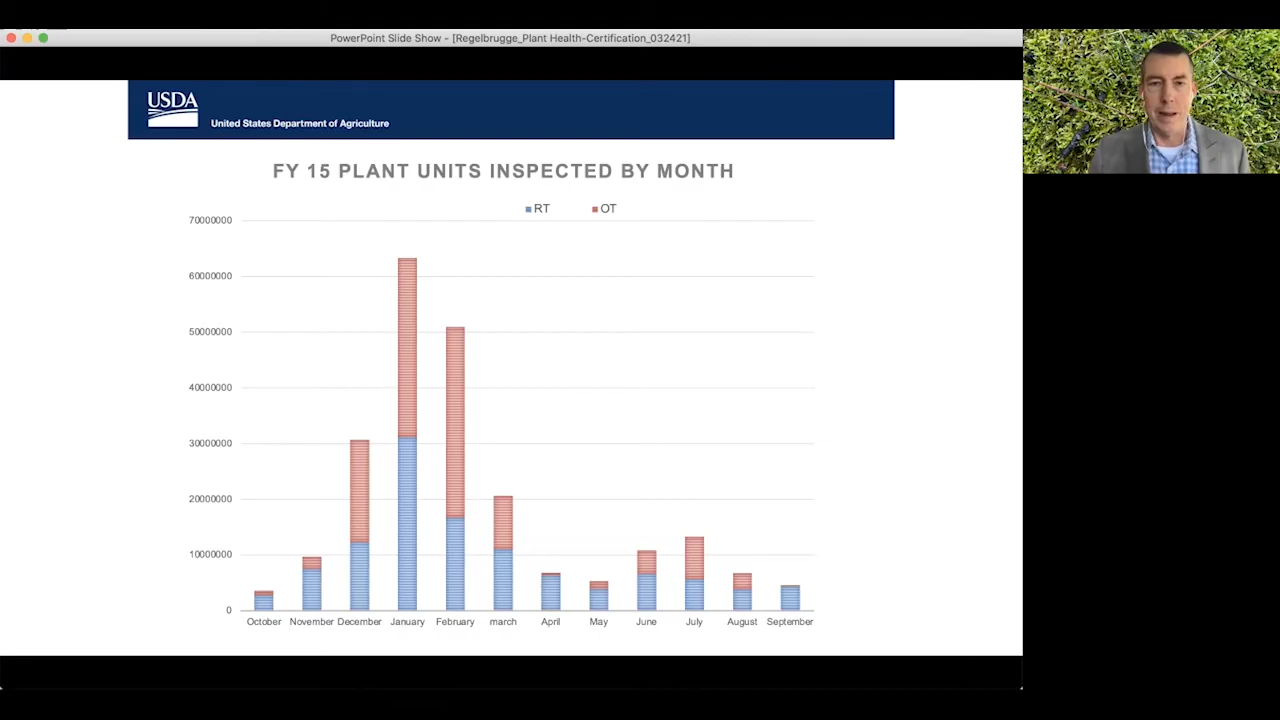 PowerPoint Slide Show - [Regelbrugge_Plant Health-Certification_032421]
USDA
United States Department of Agriculture
FY 15 PLANT UNITS INSPECTED BY MONTH
RT OT
70000000
60000000
50000000
40000000
30000000
20000000
10000000
0
October November December January February march April May June July August September